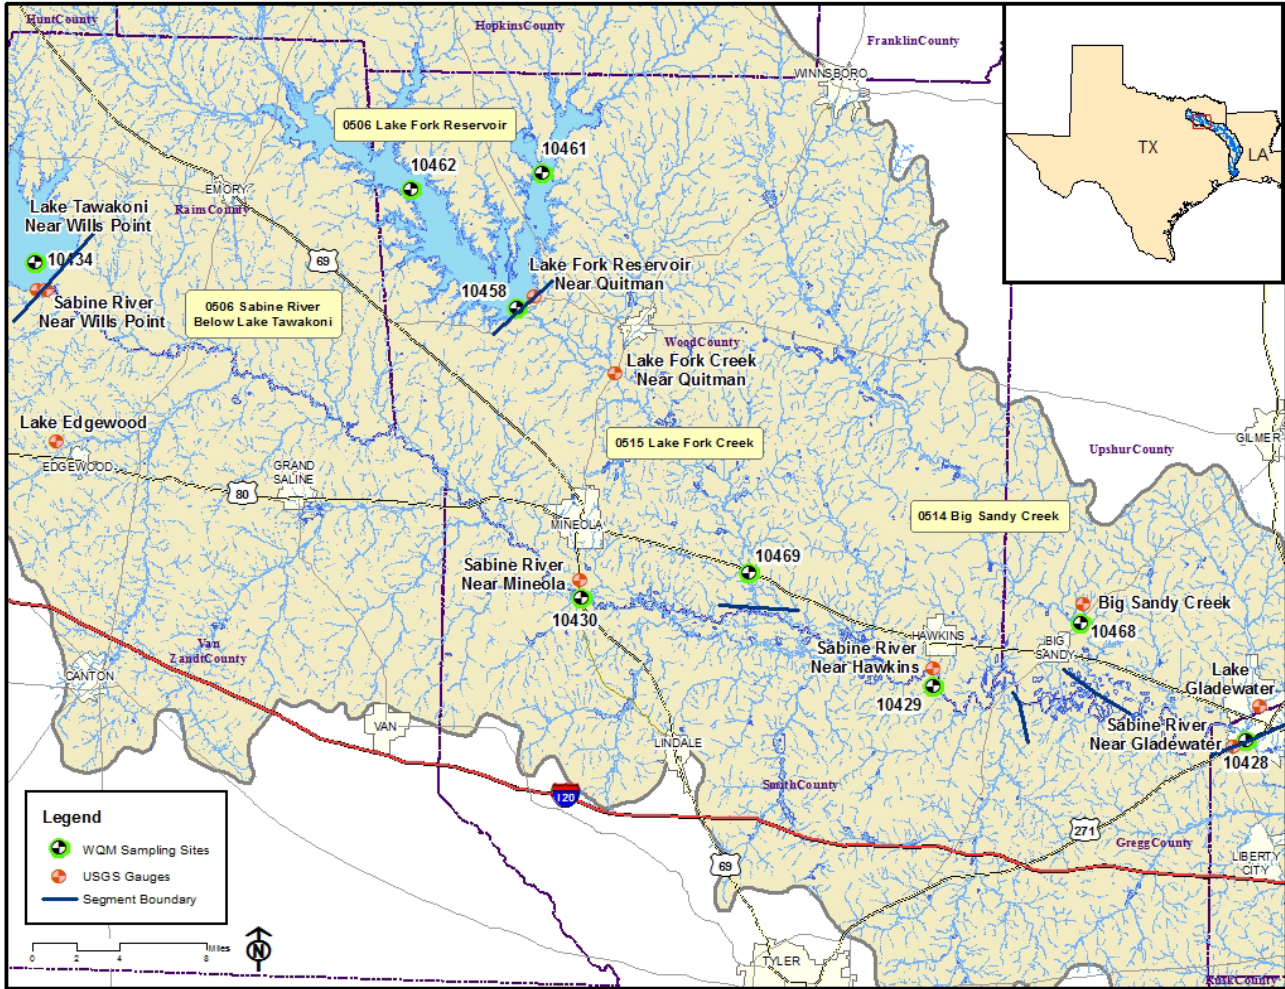 HuntCounty
HopkinsCounty
FranklinCounty
WINNSBORO
0506 Lake Fork Reservoir
10461
10462
TX
LA
EMORY
RainsCounty
Lake Tawakoni
Near Wills Point
10434
69
Lake Fork Reservoir
Near Quitman
10458
Sabine River
Near Wills Point
0506 Sabine River
Below Lake Tawakoni
WoodCounty
Lake Fork Creek
Near Quitman
Lake Edgewood
EDGEWOOD
0515 Lake Fork Creek
UpshurCounty
GILMER
GRAND
SALINE
80
0514 Big Sandy Creek
MINEOLA
10469
Sabine River
Near Mineola
10430
Big Sandy Creek
10468
HAWKINS
BIG
SANDY
Sabine River
Near Hawkins
10429
Van
ZandtCounty
CANTON
Lake
Gladewater
VAN
LINDALE
Sabine River
Near Gladewater
10428
SmithCounty
120
271
GreggCounty
LIBERTY
CITY
69
Legend
WQM Sampling Sites
USGS Gauges
Segment Boundary
Miles
0 2 4 8
N
TYLER
RuskCounty